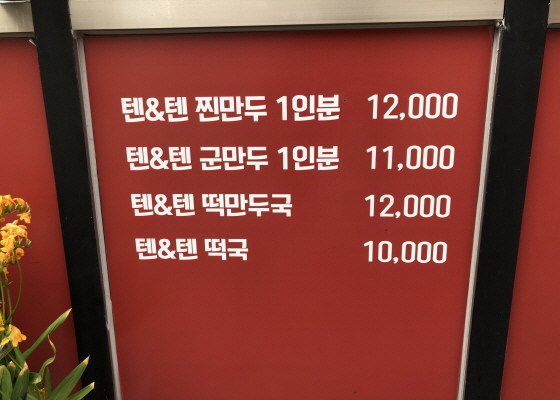 텐&텐 찐만두 1인분 12,000
텐&텐 군만두 1인분 11,000
텐&텐 떡만두국 12,000
텐&텐 떡국 10,000